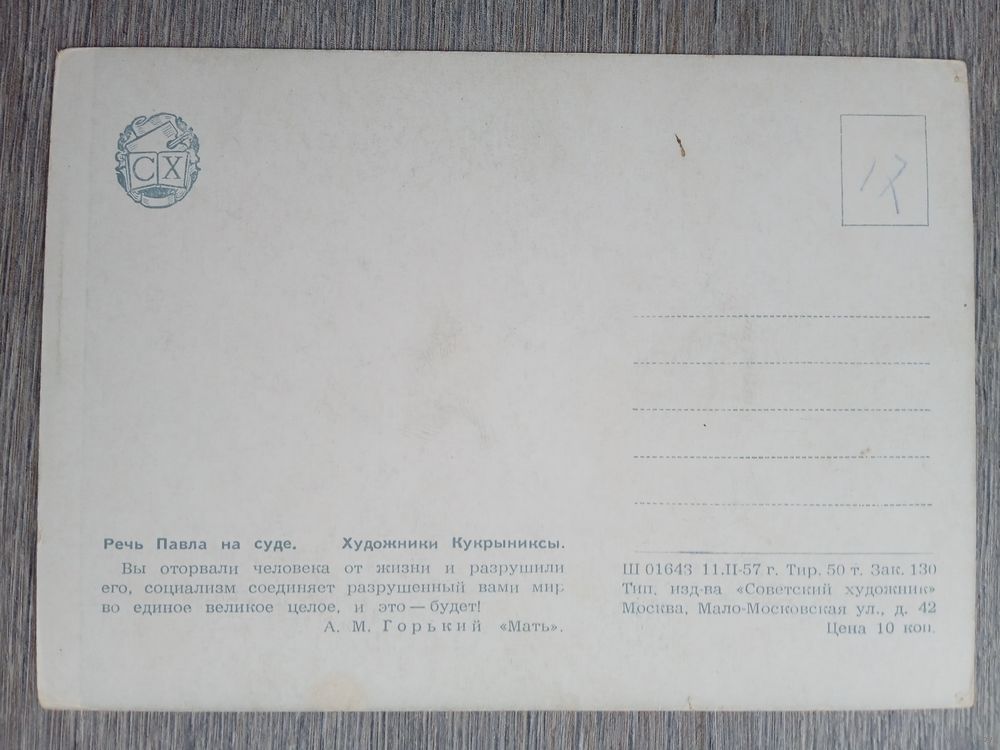 СХ
17
Речь Павла на суде. Художники Кукрыниксы.
Вы оторвали человека от жизни и разрушили
его, социализм соединяет разрушенный вами мир
во единое великое целое, и это — будет!
А. М. Горький «Мать».
Ш 01643 11.II-57 г. Тир. 50 т. Зак. 130
Тип. изд-ва «Советский художник»
Москва, Мало-Московская ул., д. 42
Цена 10 коп.